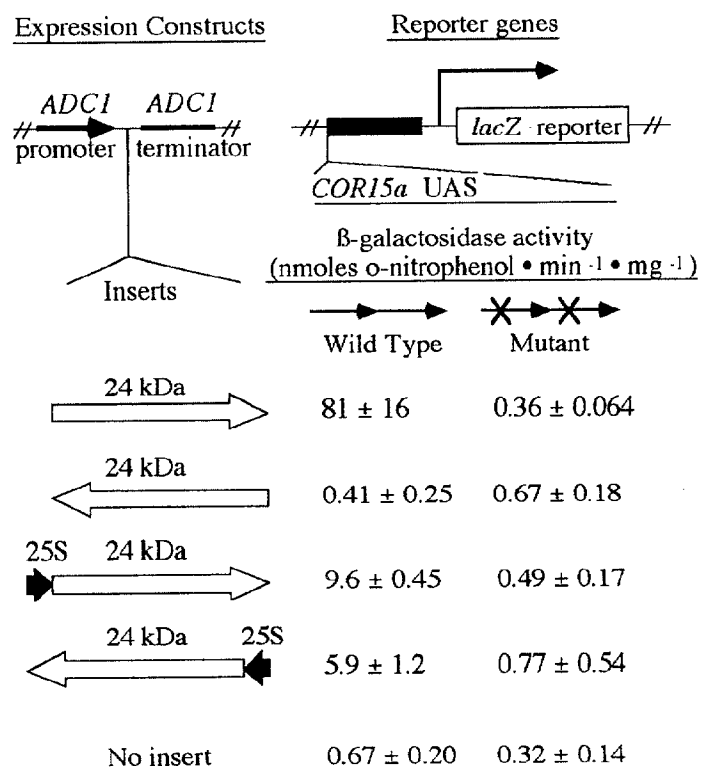 Expression Constructs
Reporter genes
ADC1 ADC1
promoter terminator
lacZ reporter
COR15a UAS
Inserts
ß-galactosidase activity
(nmoles o-nitrophenol • min -1 • mg -1)
Wild Type Mutant
24 kDa
81 ± 16 0.36 ± 0.064
24 kDa
0.41 ± 0.25 0.67 ± 0.18
25S 24 kDa
9.6 ± 0.45 0.49 ± 0.17
24 kDa 25S
5.9 ± 1.2 0.77 ± 0.54
No insert 0.67 ± 0.20 0.32 ± 0.14